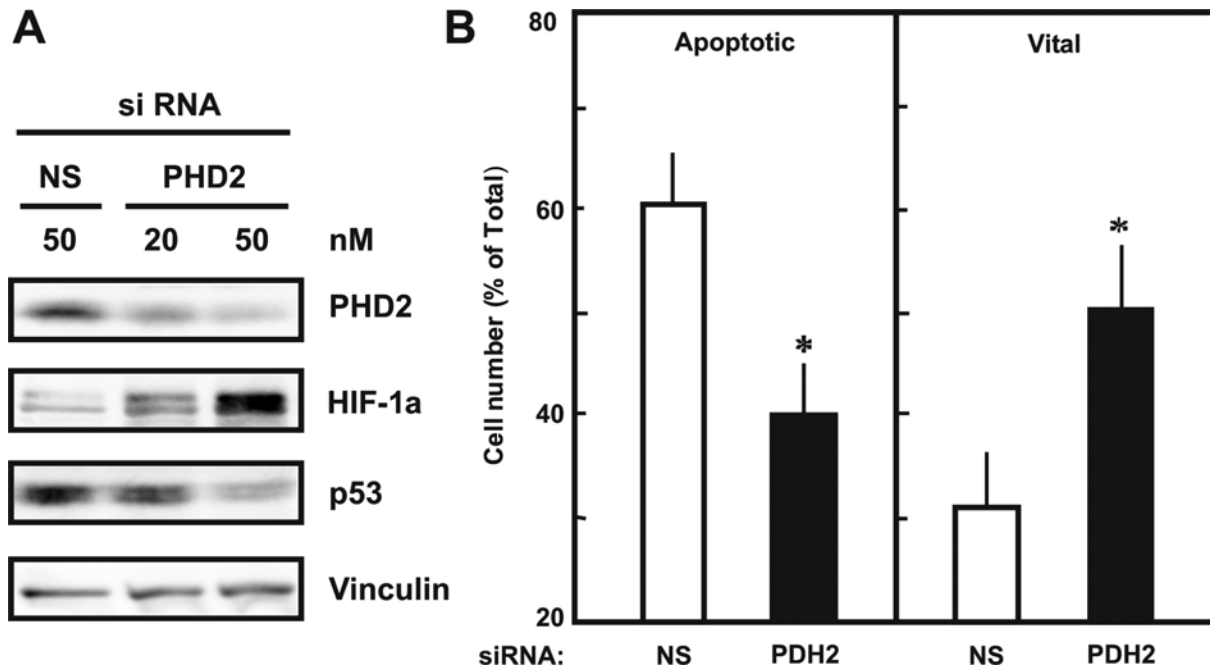 A
si RNA
NS PHD2
50 20 50 nM
PHD2
HIF-1a
p53
Vinculin
B
Apoptotic Vital
Cell number (% of Total)
80
60
40
20
*
*
siRNA: NS PDH2 NS PDH2